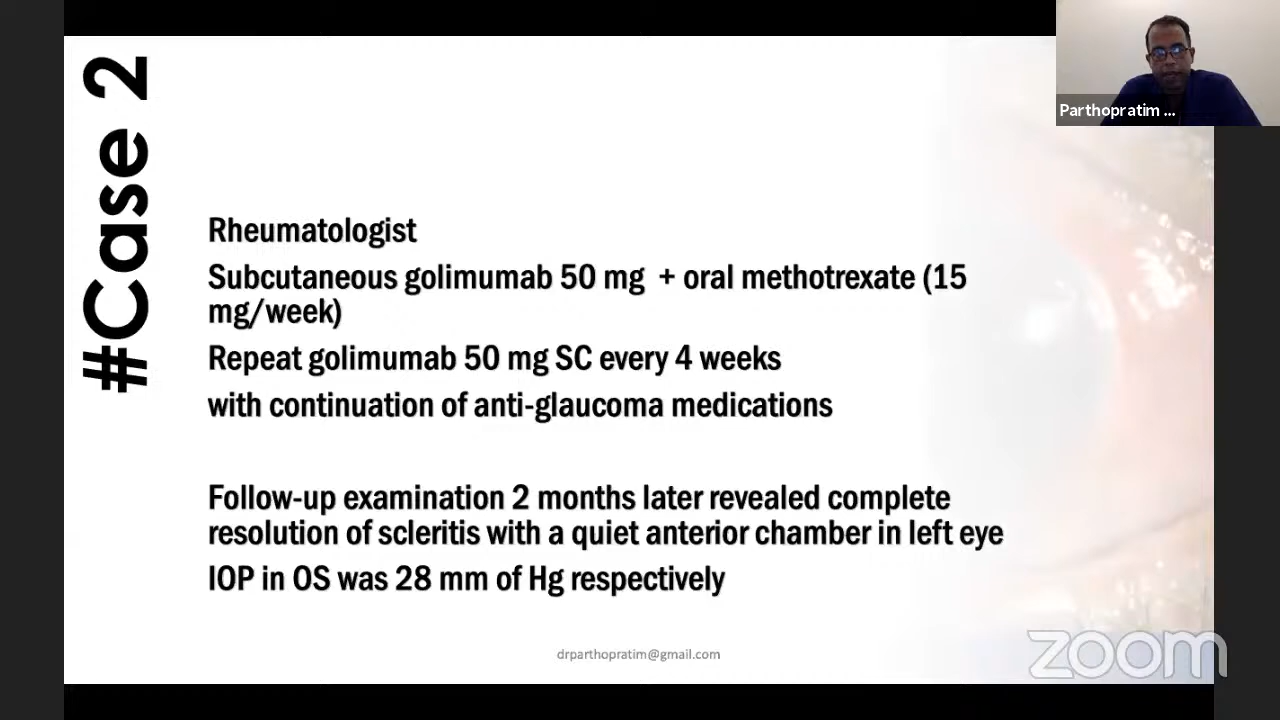 #Case 2
Parthopratim ...
Rheumatologist
Subcutaneous golimumab 50 mg + oral methotrexate (15
mg/week)
Repeat golimumab 50 mg SC every 4 weeks
with continuation of anti-glaucoma medications
Follow-up examination 2 months later revealed complete
resolution of scleritis with a quiet anterior chamber in left eye
IOP in OS was 28 mm of Hg respectively
drparthopratim@gmail.com
zoom